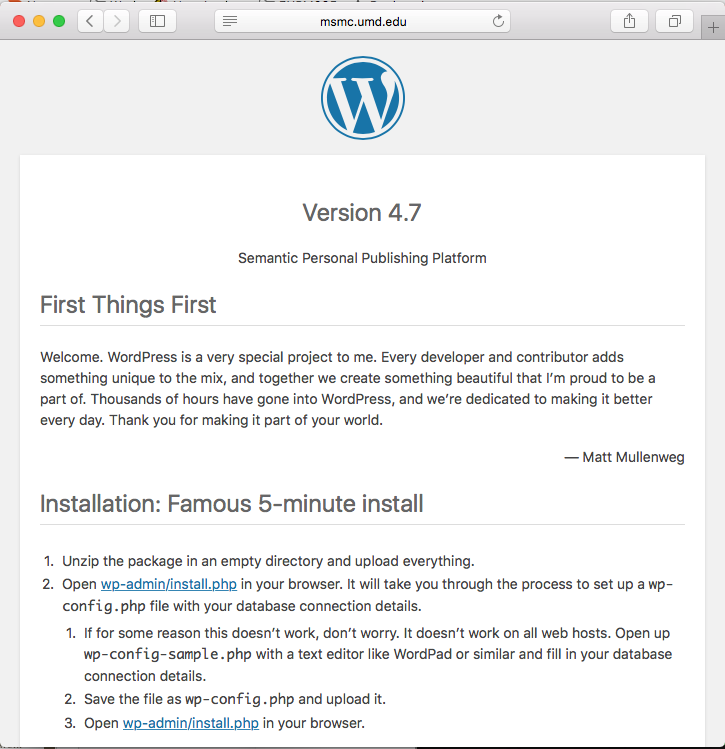 msmc.umd.edu
Version 4.7
Semantic Personal Publishing Platform
First Things First
Welcome. WordPress is a very special project to me. Every developer and contributor adds
something unique to the mix, and together we create something beautiful that I’m proud to be a
part of. Thousands of hours have gone into WordPress, and we’re dedicated to making it better
every day. Thank you for making it part of your world.
— Matt Mullenweg
Installation: Famous 5-minute install
1. Unzip the package in an empty directory and upload everything.
2. Open wp-admin/install.php in your browser. It will take you through the process to set up a wp-
config.php file with your database connection details.
1. If for some reason this doesn’t work, don’t worry. It doesn’t work on all web hosts. Open up
wp-config-sample.php with a text editor like WordPad or similar and fill in your database
connection details.
2. Save the file as wp-config.php and upload it.
3. Open wp-admin/install.php in your browser.